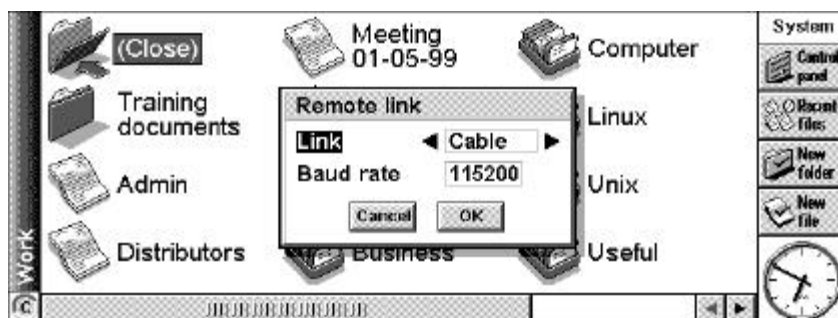 (Close)
Meeting
01-05-99
Computer
System
Control
panel
Training
documents
Remote link
Link
Cable
Baud rate
115200
Cancel
OK
Linux
Recent
files
Admin
Unix
New
folder
New
file
Distributors
Business
Useful
Work